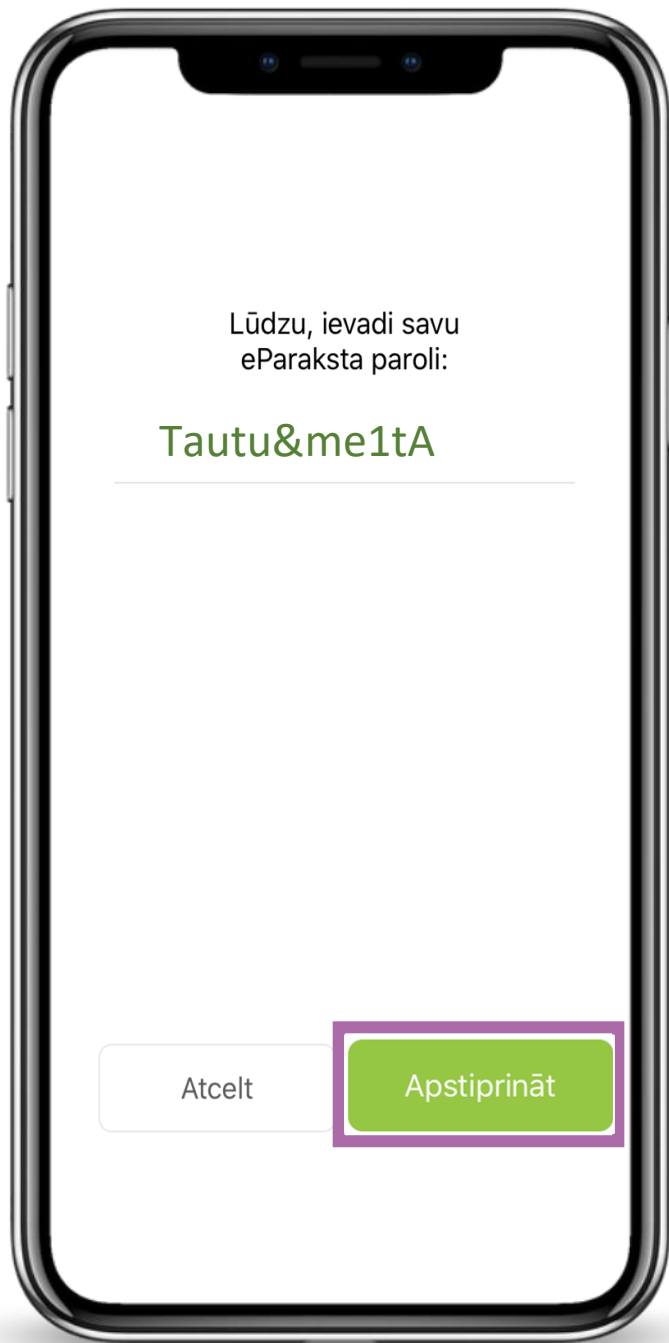 Lūdzu, ievadi savu
eParaksta paroli:
Tautu&me1tA
Atcelt
Apstiprināt